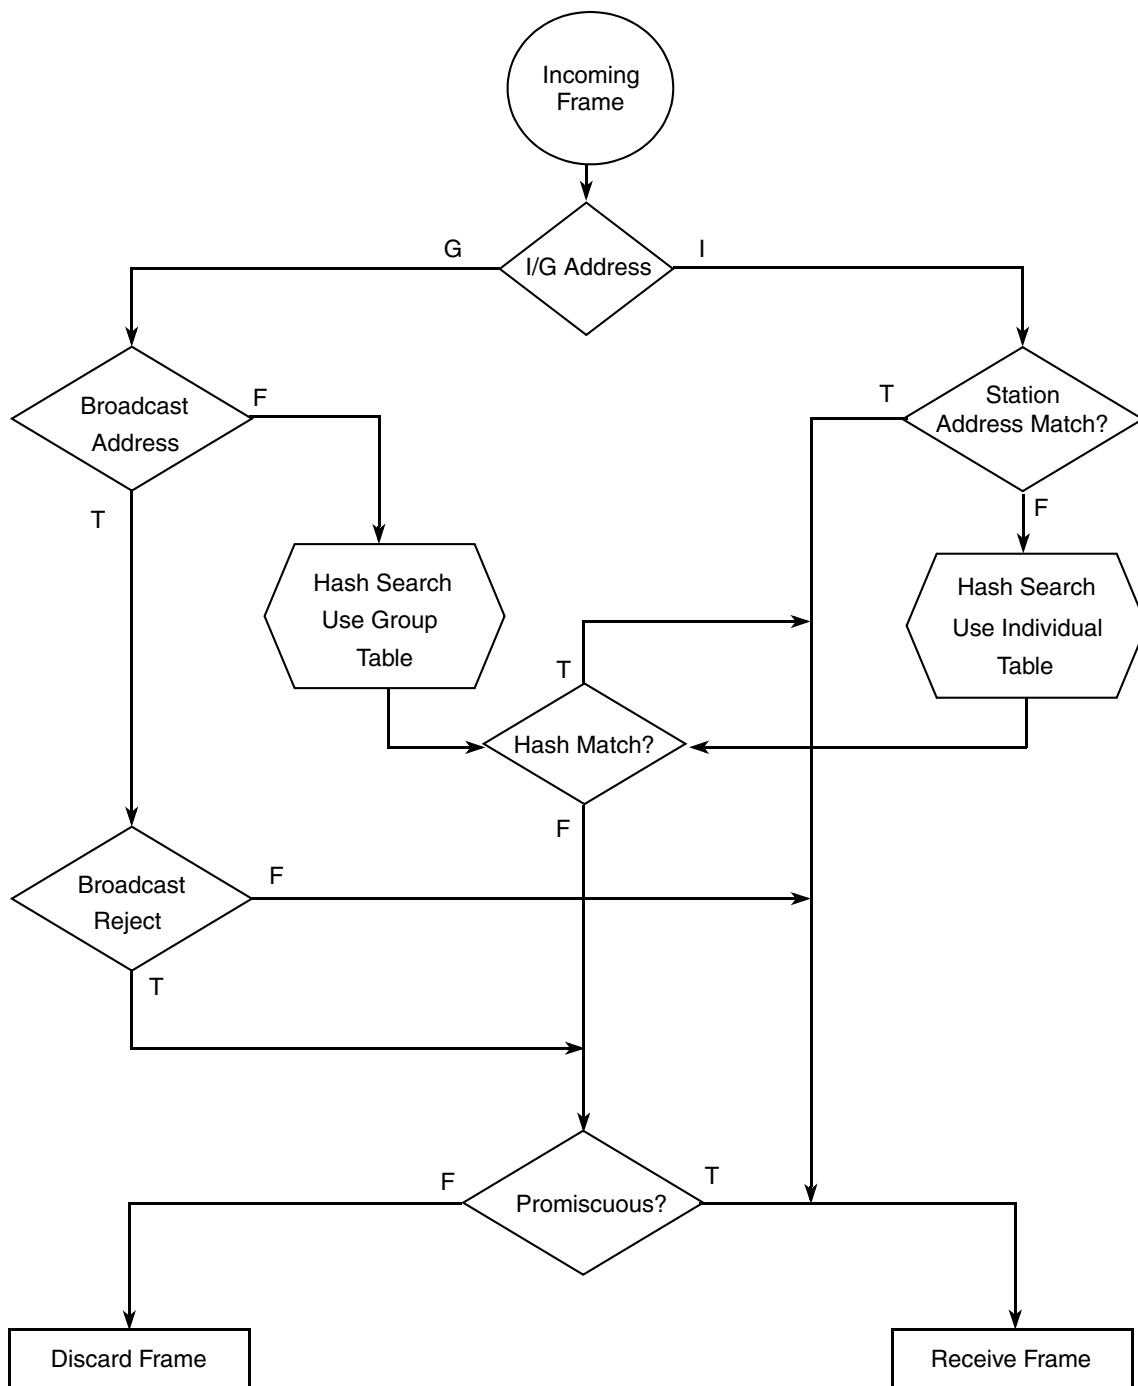 Incoming
Frame
G
I/G Address
I
Broadcast
Address
F
T
T
Station
Address Match?
F
Hash Search
Use Group
Table
Hash Search
Use Individual
Table
T
Hash Match?
F
Broadcast
Reject
F
T
F
Promiscuous?
T
Discard Frame
Receive Frame